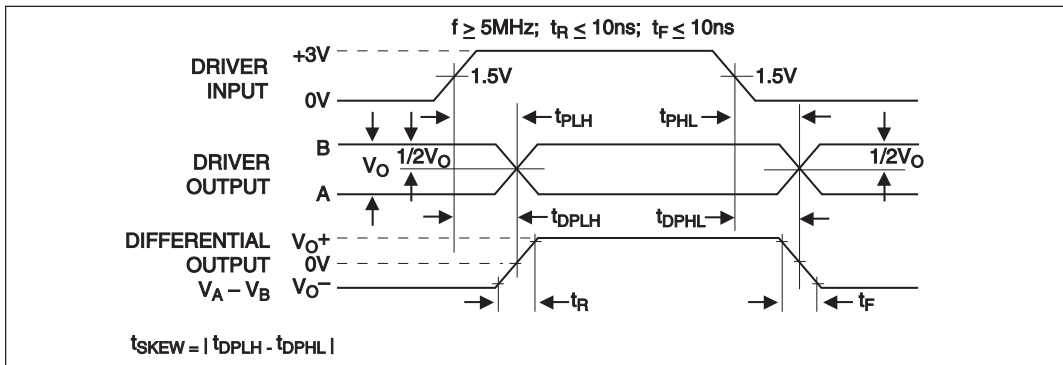 f ≥ 5MHz; tR ≤ 10ns; tF ≤ 10ns
+3V
DRIVER INPUT
1.5V
1.5V
0V
tPLH
tPHL
B
DRIVER OUTPUT
VO
1/2VO
1/2VO
A
tDPLH
tDPHL
DIFFERENTIAL OUTPUT
VA – VB
VO+
0V
VO–
tR
tF
tSKEW = | tDPLH - tDPHL |